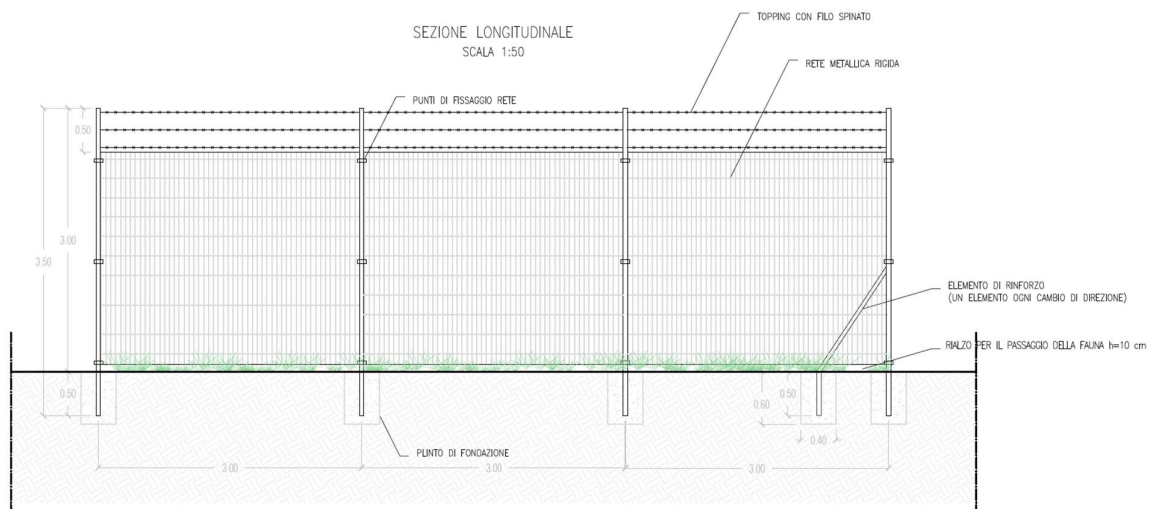 TOPPING CON FILO SPINATO
SEZIONE LONGITUDINALE
SCALA 1:50
RETE METALLICA RIGIDA
PUNTI DI FISSAGGIO RETE
0.50
3.00
3.50
ELEMENTO DI RINFORZO
(UN ELEMENTO OGNI CAMBIO DI DIREZIONE)
RIALZO PER IL PASSAGGIO DELLA FAUNA h=10 cm
0.50
0.50
0.60
0.40
PLINTO DI FONDAZIONE
3.00
3.00
3.00